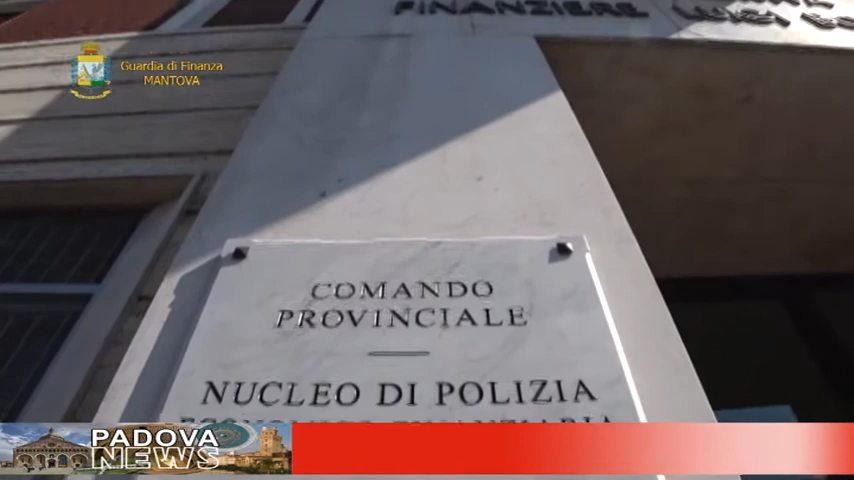 FINANZIERE
Guardia di Finanza
MANTOVA
COMANDO
PROVINCIALE
NUCLEO DI POLIZIA
PADOVA
NEWS